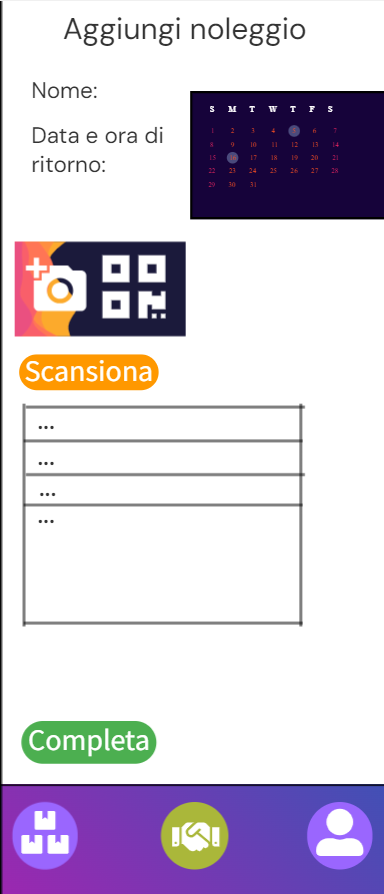 Aggiungi noleggio
Nome:
Data e ora di
ritorno:
S M T W T F S
1 2 3 4 5 6 7
8 9 10 11 12 13 14
15 16 17 18 19 20 21
22 23 24 25 26 27 28
29 30 31
Scansiona
...
...
...
...
Completa